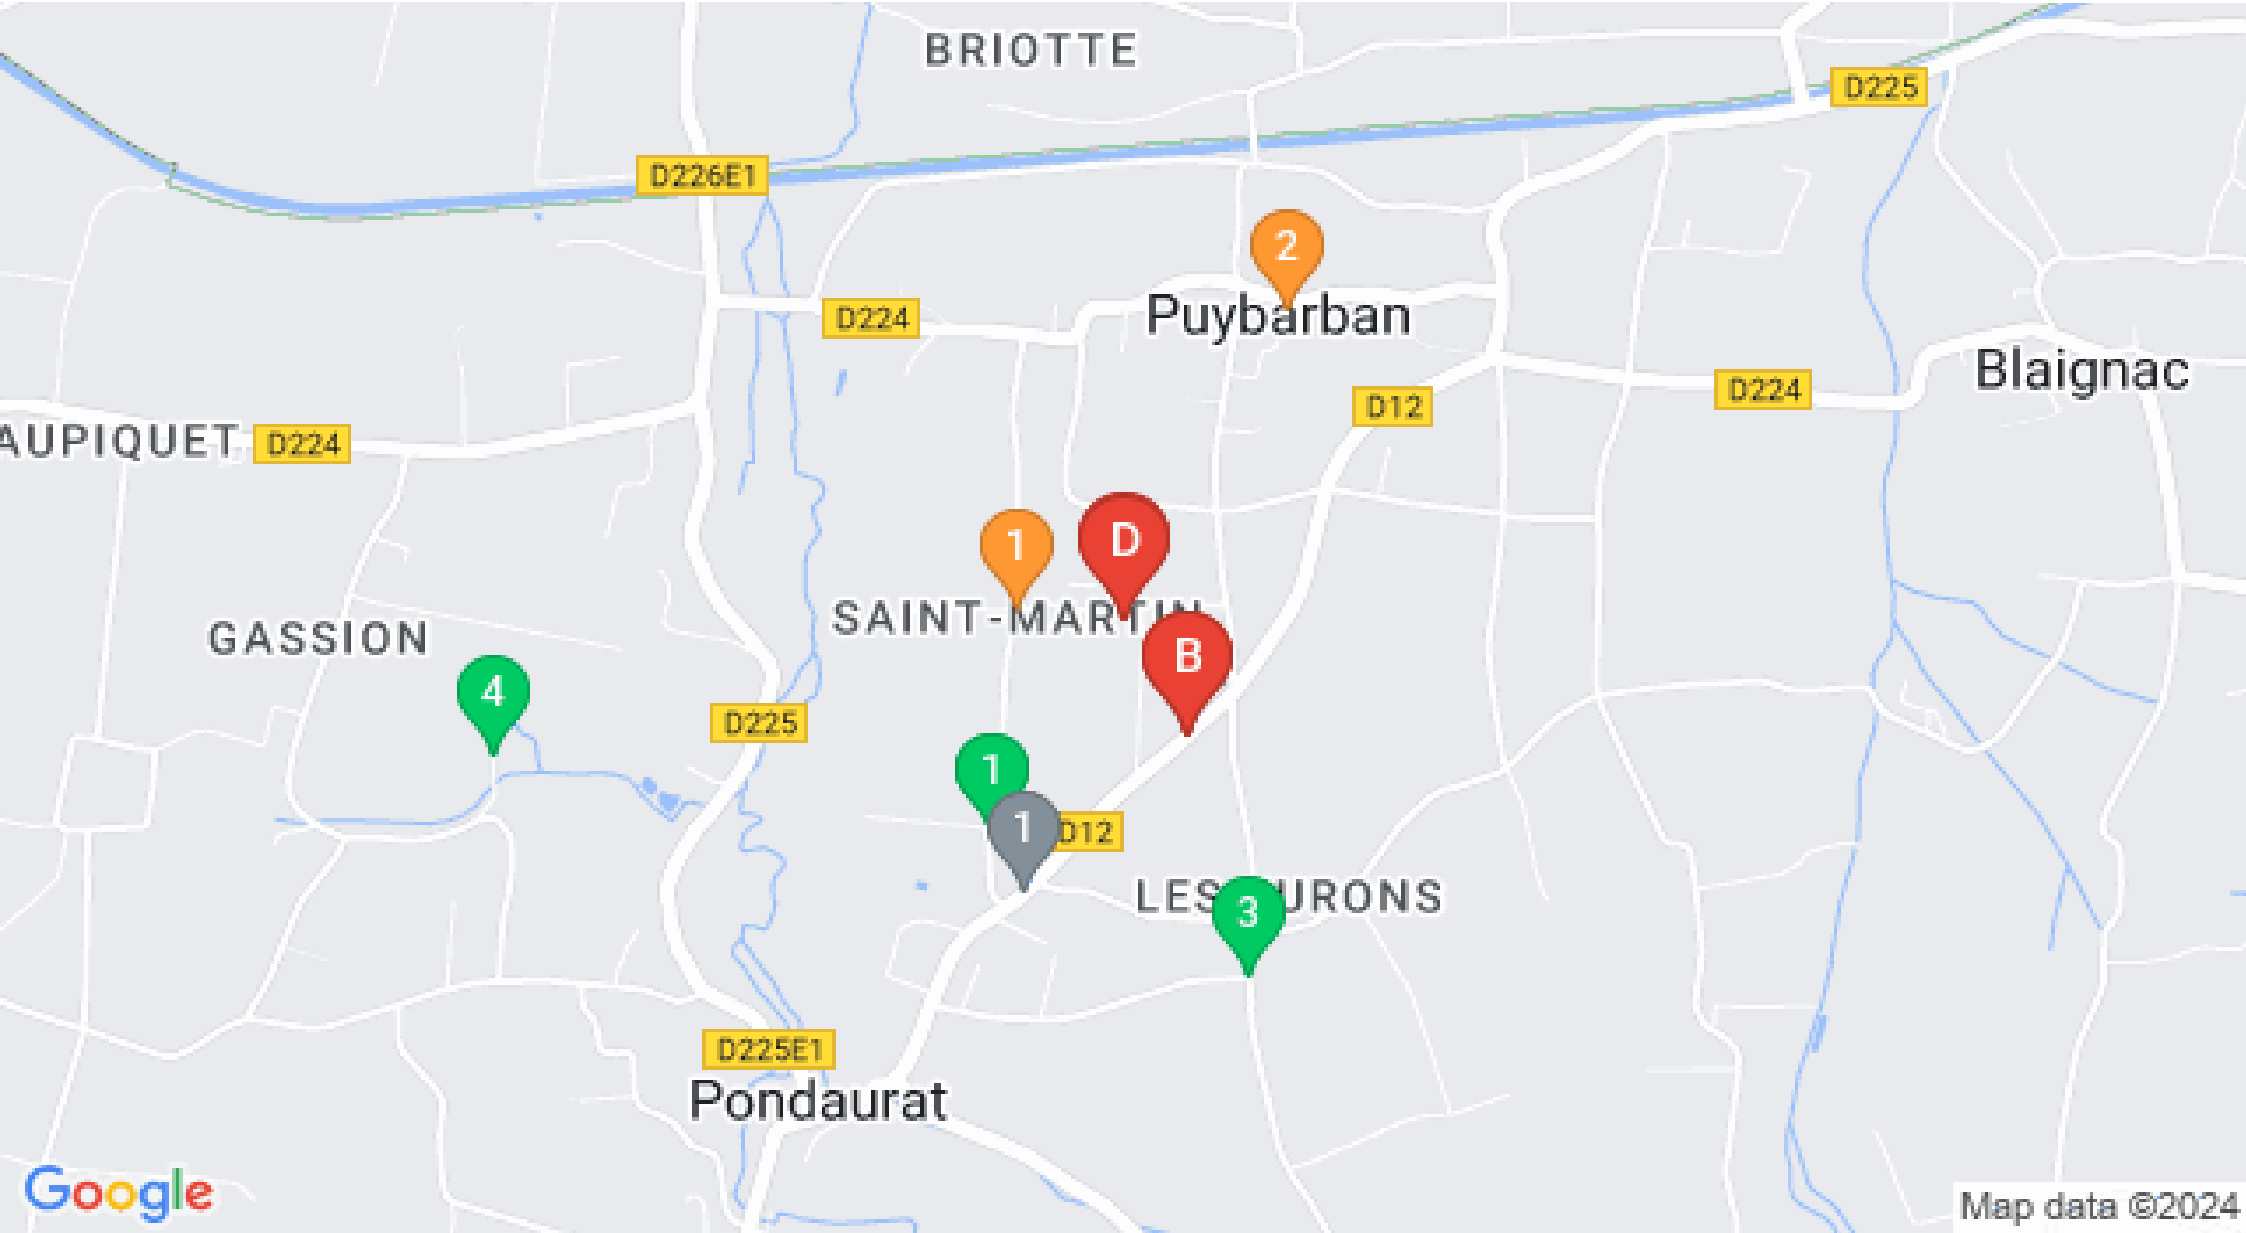 BRIOTTE
D225
D226E1
2
D224
Puybarban
Blaignac
D224
D12
AUPIQUET
D224
1
D
SAINT-MARTIN
GASSION
B
4
D225
1
1
D12
LES
URONS
3
D225E1
Pondaurat
Google
Map data ©2024